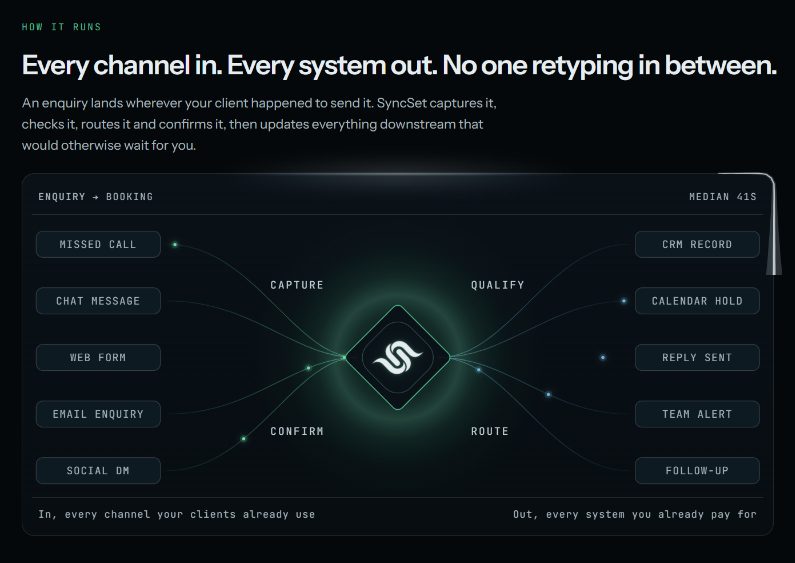 HOW IT RUNS
Every channel in. Every system out. No one retyping in between.
An enquiry lands wherever your client happened to send it. SyncSet captures it,
checks it, routes it and confirms it, then updates everything downstream that
would otherwise wait for you.
ENQUIRY → BOOKING
MEDIAN 41S
MISSED CALL
CRM RECORD
CAPTURE
QUALIFY
CHAT MESSAGE
CALENDAR HOLD
WEB FORM
REPLY SENT
EMAIL ENQUIRY
TEAM ALERT
CONFIRM
ROUTE
SOCIAL DM
FOLLOW-UP
In, every channel your clients already use
Out, every system you already pay for